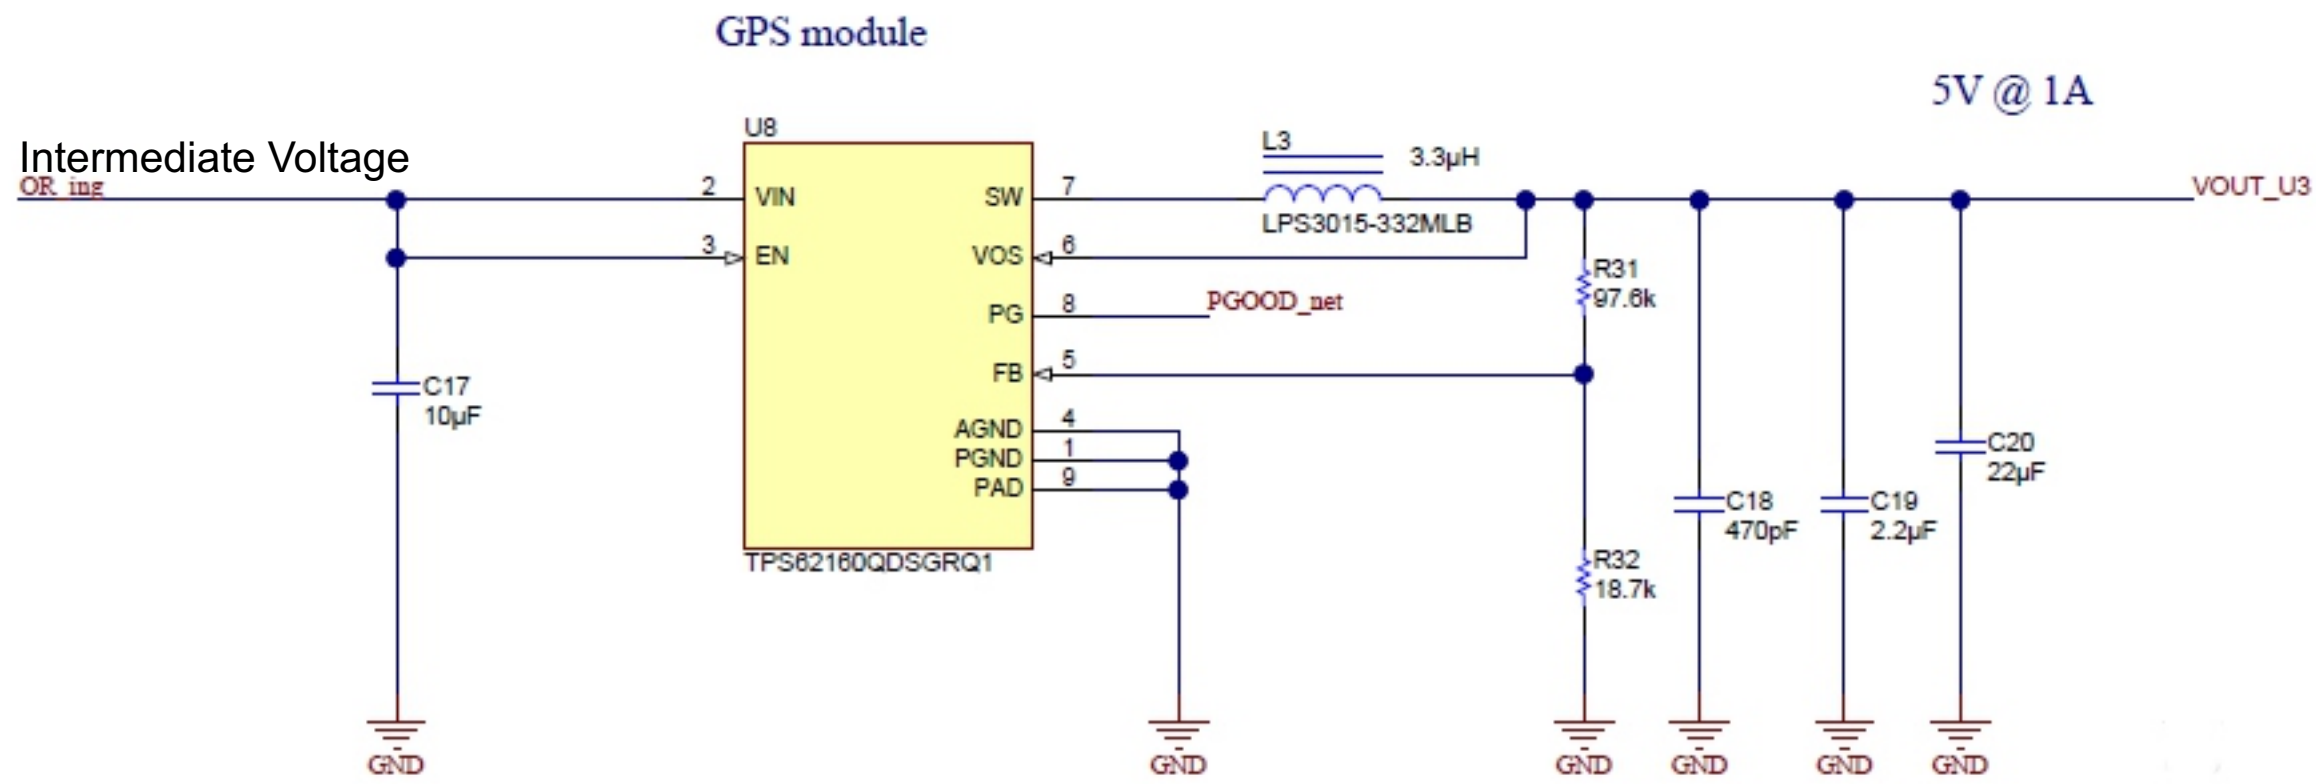 GPS module
5V @ 1A
Intermediate Voltage
OR_ing
U8
2 VIN
3 EN
SW 7
VOS 6
PG 8
PGOOD_net
FB 5
AGND 4
PGND 1
PAD 9
TPS62160QDSGRQ1
L3
3.3µH
LPS3015-332MLB
VOUT_U3
R31
97.6k
R32
18.7k
C17
10µF
C18
470pF
C19
2.2µF
C20
22µF
GND
GND
GND
GND
GND
GND